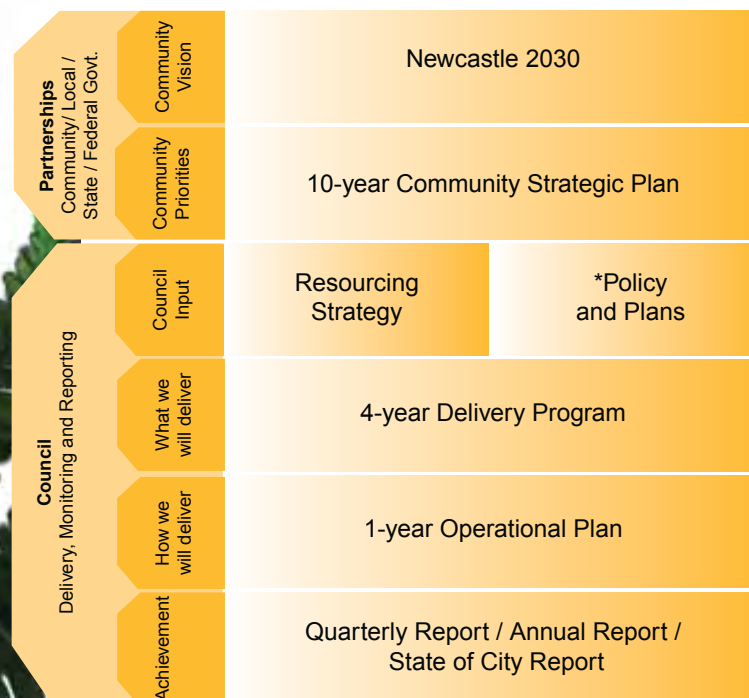 Partnerships
Community/ Local /
State / Federal Govt.
Community
Vision
Newcastle 2030
Community
Priorities
10-year Community Strategic Plan
Council
Delivery, Monitoring and Reporting
Council
Input
Resourcing
Strategy
*Policy
and Plans
What we
will deliver
4-year Delivery Program
How we
will deliver
1-year Operational Plan
Achievement
Quarterly Report / Annual Report /
State of City Report